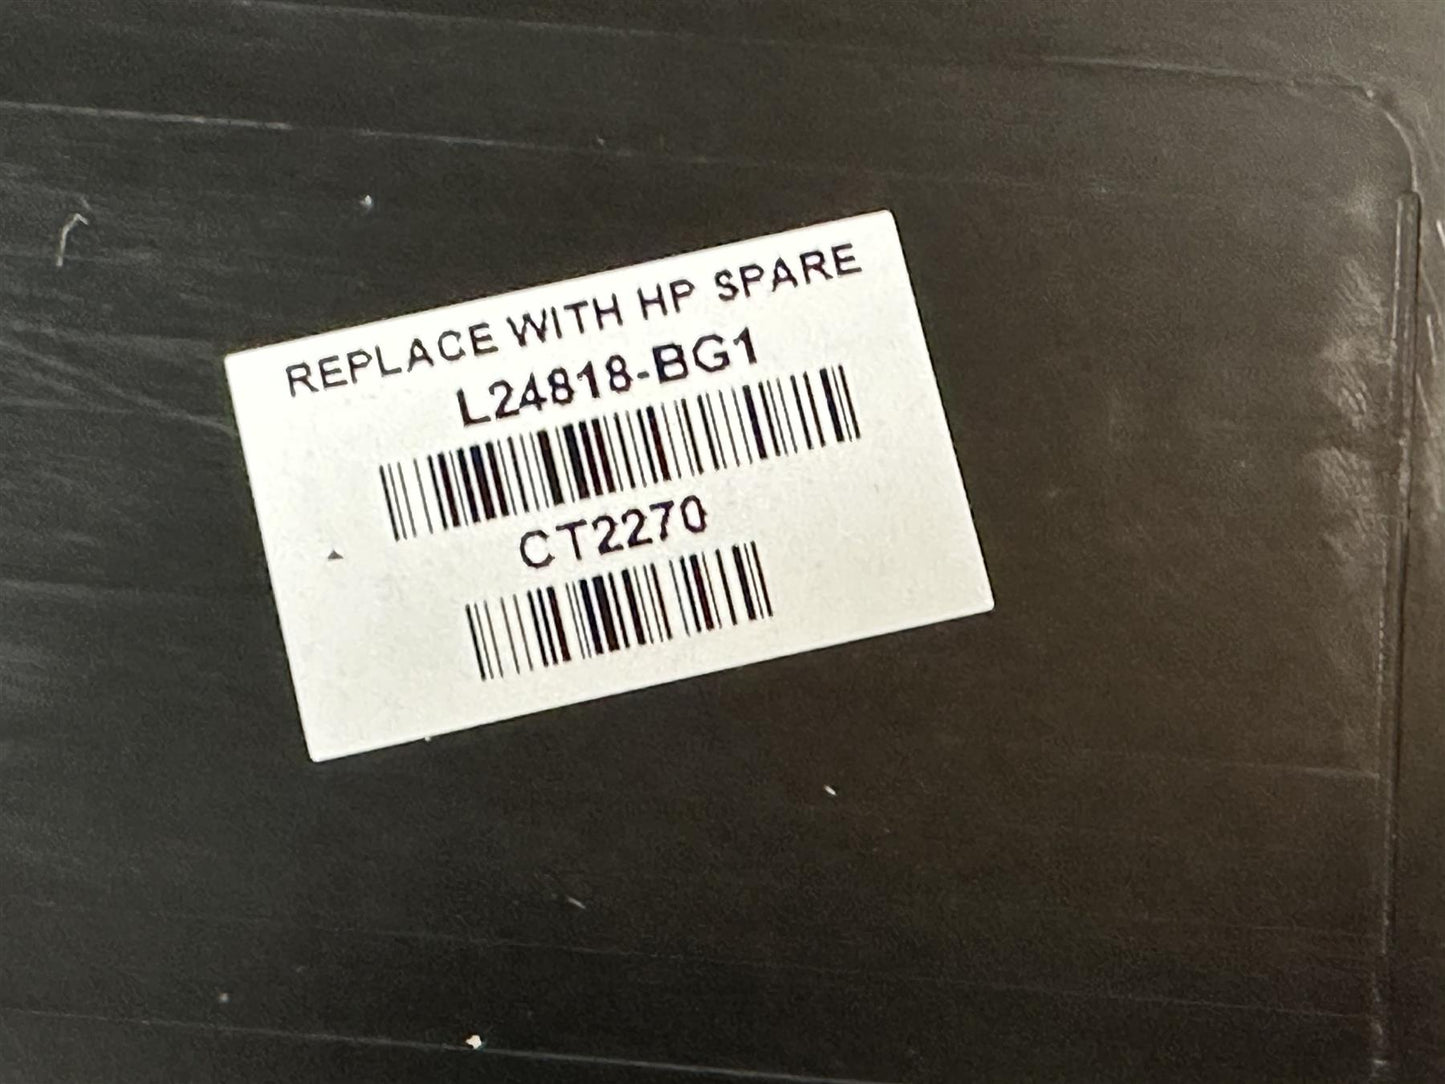 REPLACE WITH HP SPARE
L24818-BG1
CT2270